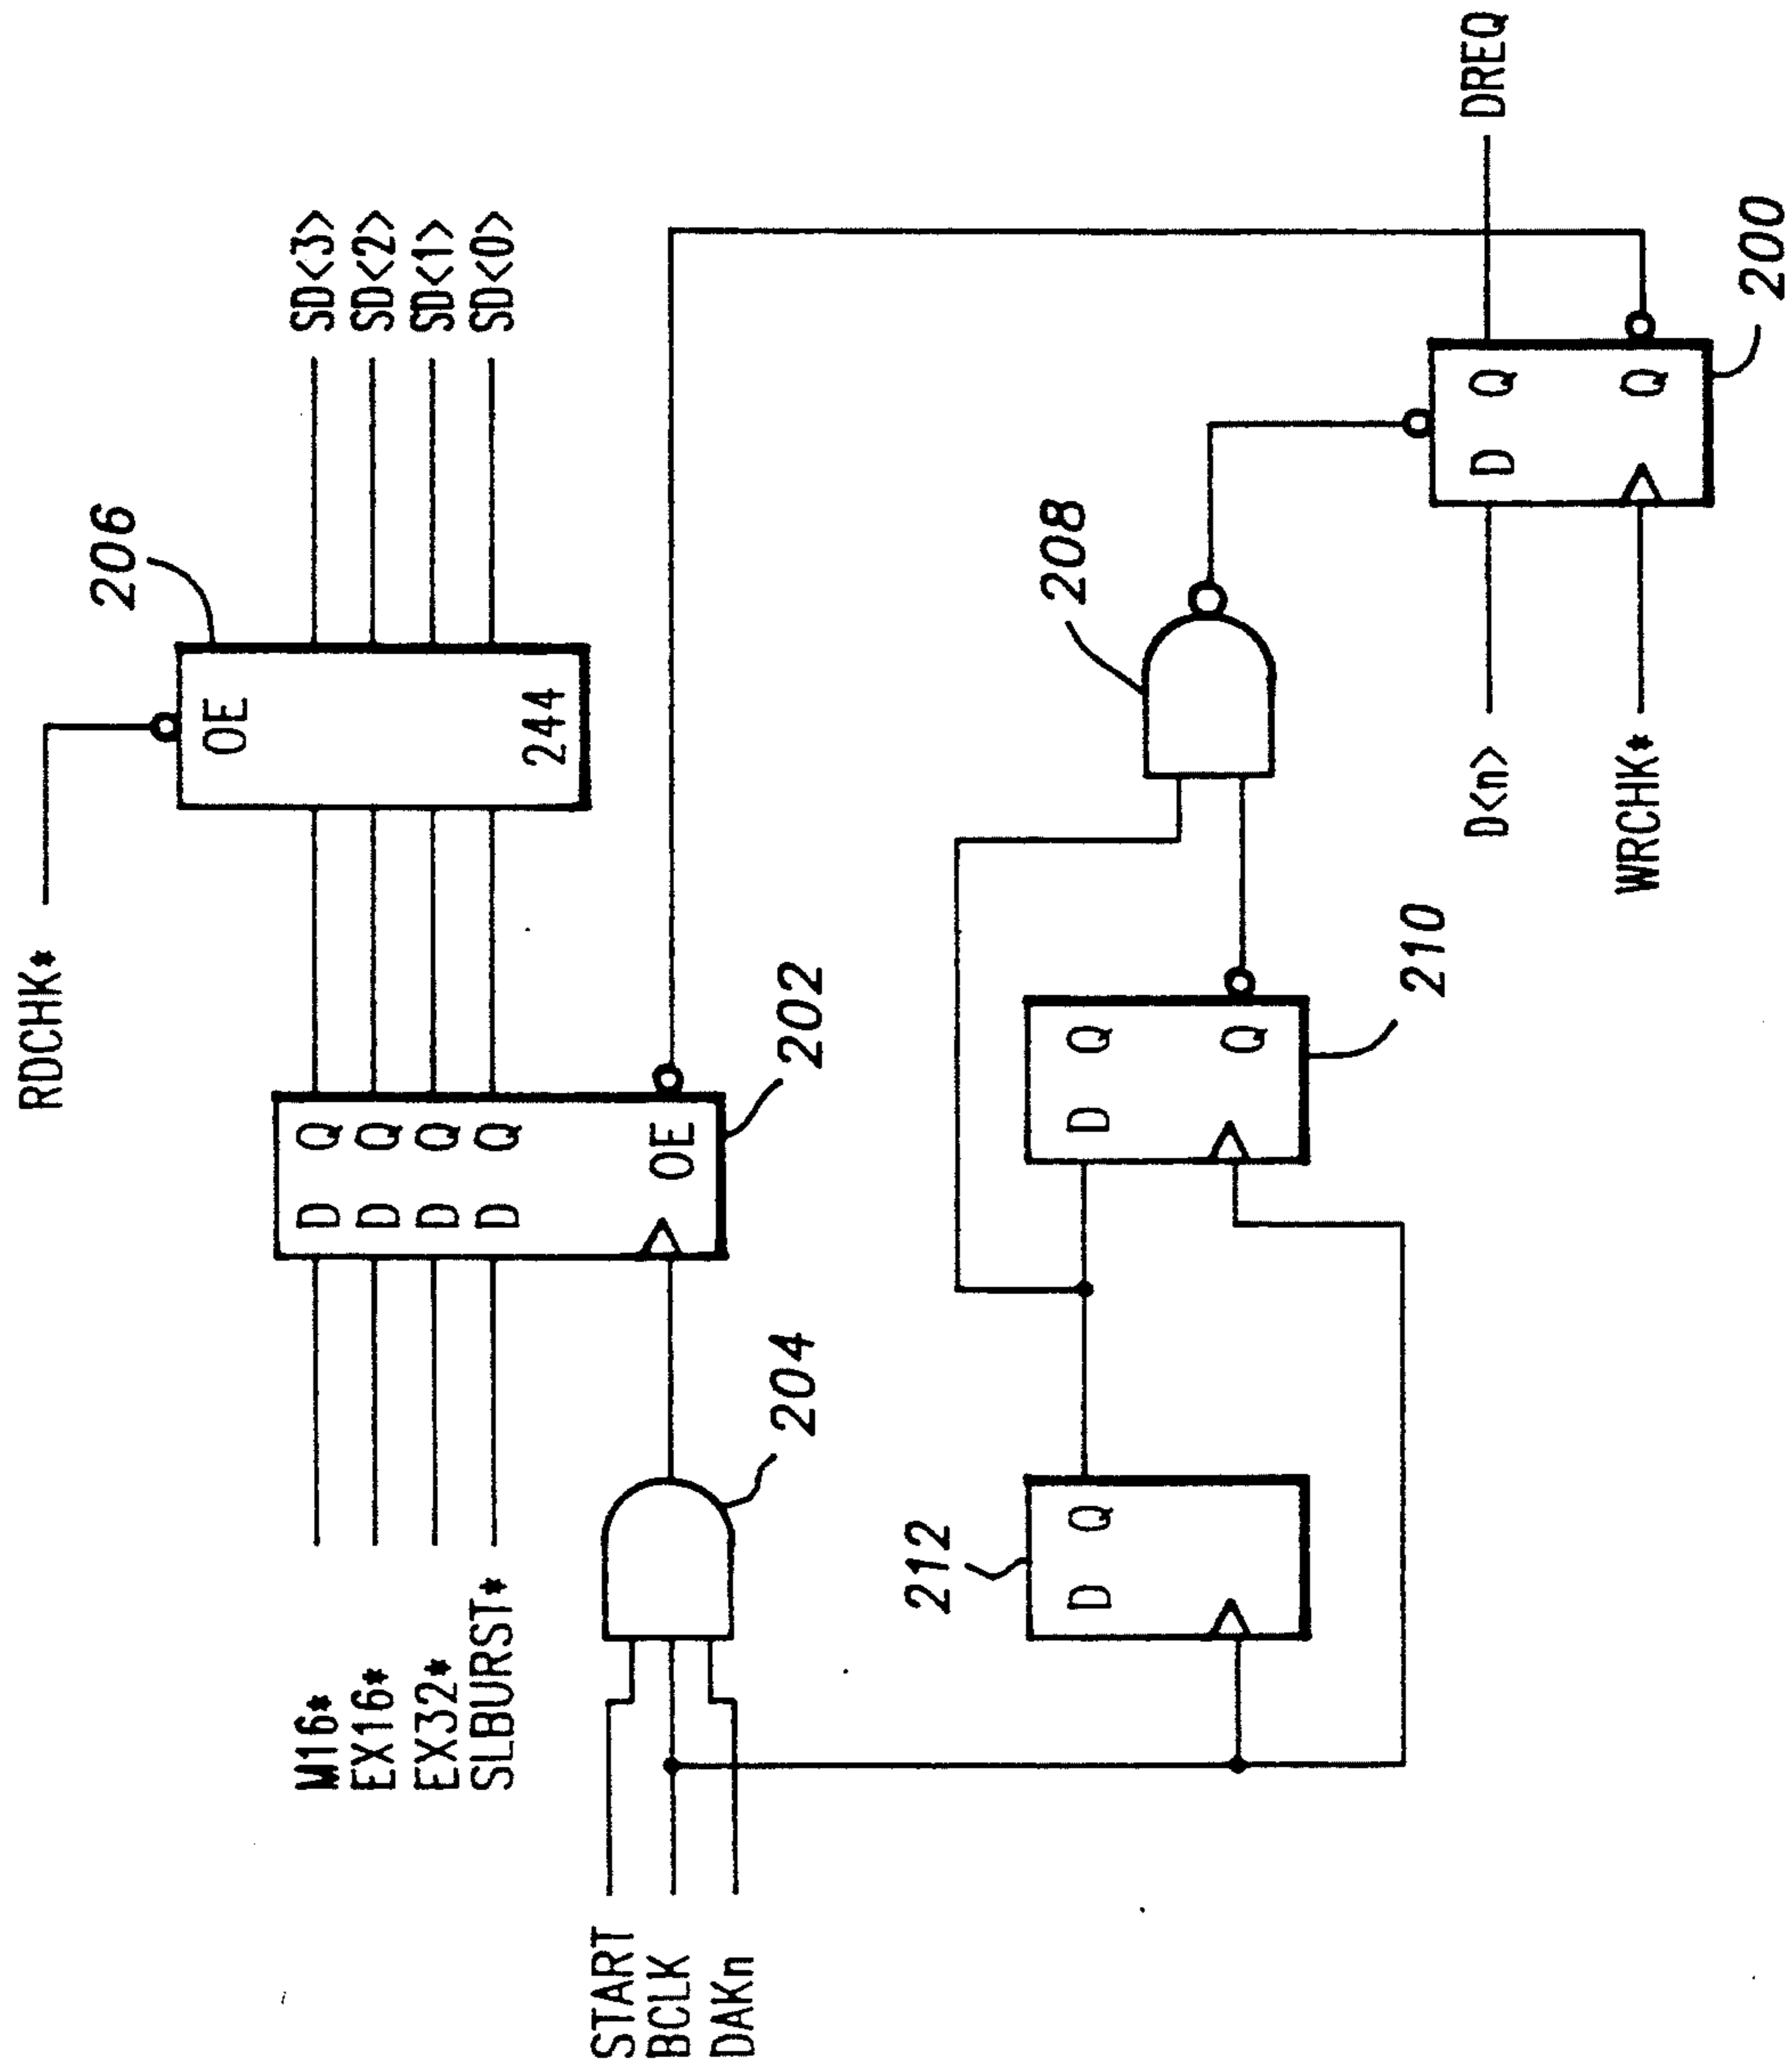 RDCHK*
206
OE
244
SD<3>
SD<2>
SD<1>
SD<0>
M16*
EX16*
EX32*
SLBURST*
D Q
D Q
D Q
D Q
OE
202
START
BCLK
DAKn
204
212
D Q
D Q
Q
210
208
D<n>
WRCHK*
D Q
Q
200
DREQ